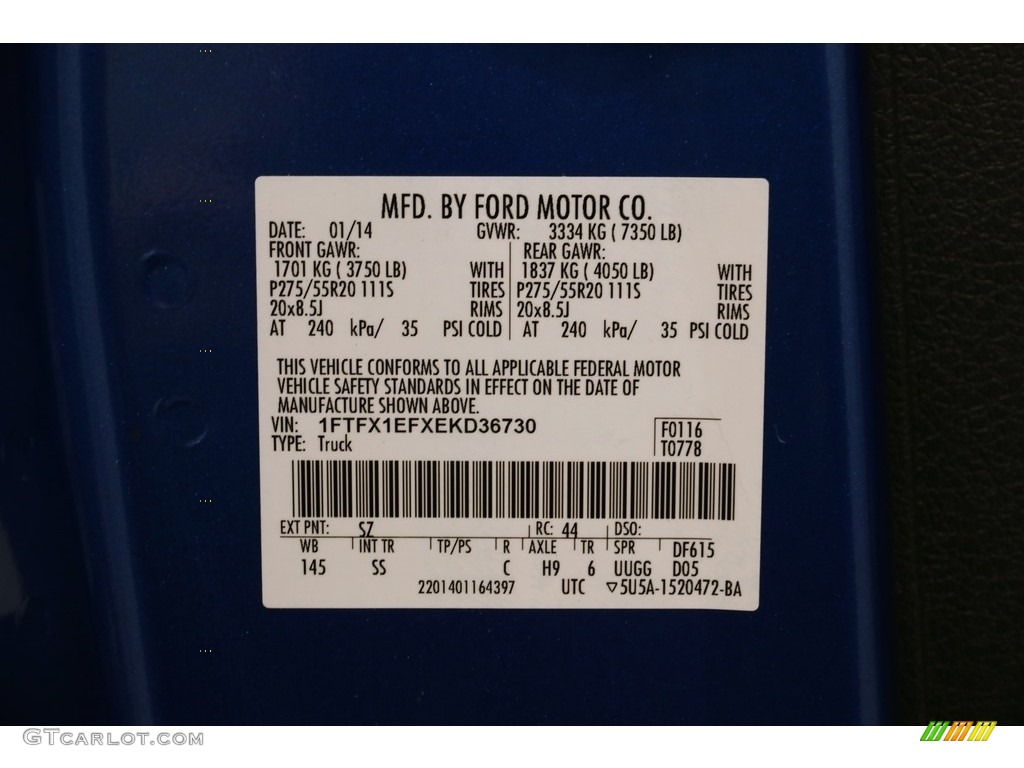 MFD. BY FORD MOTOR CO.
DATE: 01/14 GVWR: 3334 KG ( 7350 LB)
FRONT GAWR: REAR GAWR:
1701 KG ( 3750 LB) WITH 1837 KG ( 4050 LB) WITH
P275/55R20 111S TIRES P275/55R20 111S TIRES
20x8.5J RIMS 20x8.5J RIMS
AT 240 kPa/ 35 PSI COLD AT 240 kPa/ 35 PSI COLD
THIS VEHICLE CONFORMS TO ALL APPLICABLE FEDERAL MOTOR
VEHICLE SAFETY STANDARDS IN EFFECT ON THE DATE OF
MANUFACTURE SHOWN ABOVE.
VIN: 1FTFX1EFXEKD36730 F0116
TYPE: Truck T0778
EXT PNT: SZ RC: 44 DSO:
WB INT TR TP/PS R AXLE TR SPR DF615
145 SS C H9 6 UUGG D05
2201401164397 UTC ▽5U5A-1520472-BA
GTCARLOT.COM